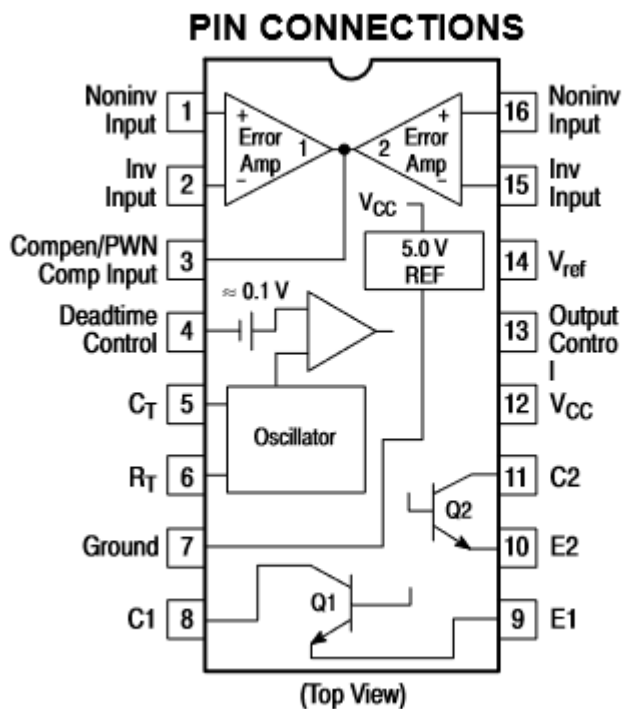 PIN CONNECTIONS
Noninv
Input
1
Inv
Input
2
Compen/PWN
Comp Input
3
Deadtime
Control
4
CT
5
RT
6
Ground
7
C1
8
+
Error
Amp
1
−
2
+
Error
Amp
−
VCC
5.0 V
REF
≈ 0.1 V
Oscillator
Q2
Q1
16
Noninv
Input
15
Inv
Input
14
Vref
13
Output
Contro
l
12
VCC
11
C2
10
E2
9
E1
(Top View)